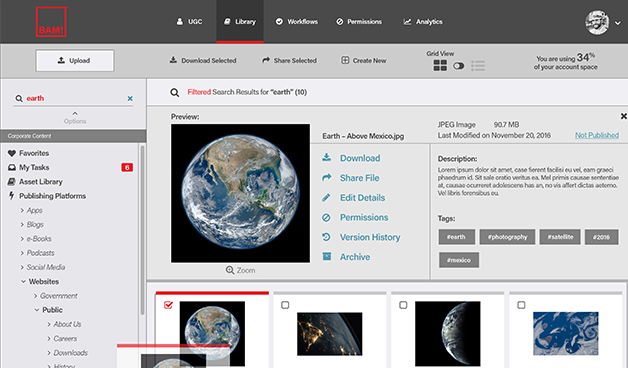 BAM!
UGC
Library
Workflows
Permissions
Analytics
Upload
Download Selected
Share Selected
Create New
Grid View
You are using 34%
of your account space
earth
Options
Corporate Content
Favorites
My Tasks 6
Asset Library
Publishing Platforms
Apps
Blogs
e-Books
Podcasts
Social Media
Websites
Government
Public
About Us
Careers
Downloads
History
Filtered Search Results for “earth” (10)
Preview:
Zoom
Earth – Above Mexico.jpg
Download
Share File
Edit Details
Permissions
Version History
Archive
JPEG Image 90.7 MB
Last Modified on November 20, 2016
Not Published
Description:
Lorem ipsum dolor sit amet, case fierent facilisi eu vel, eam graeci
phaedrum id. Sit sale oratio veritus ea. Mel primis causae sententiae
at, causae ocurreret adolescens has an, no vis affert dictas aeterno.
Vel libris forensibus eu.
Tags:
#earth
#photography
#satellite
#2016
#mexico